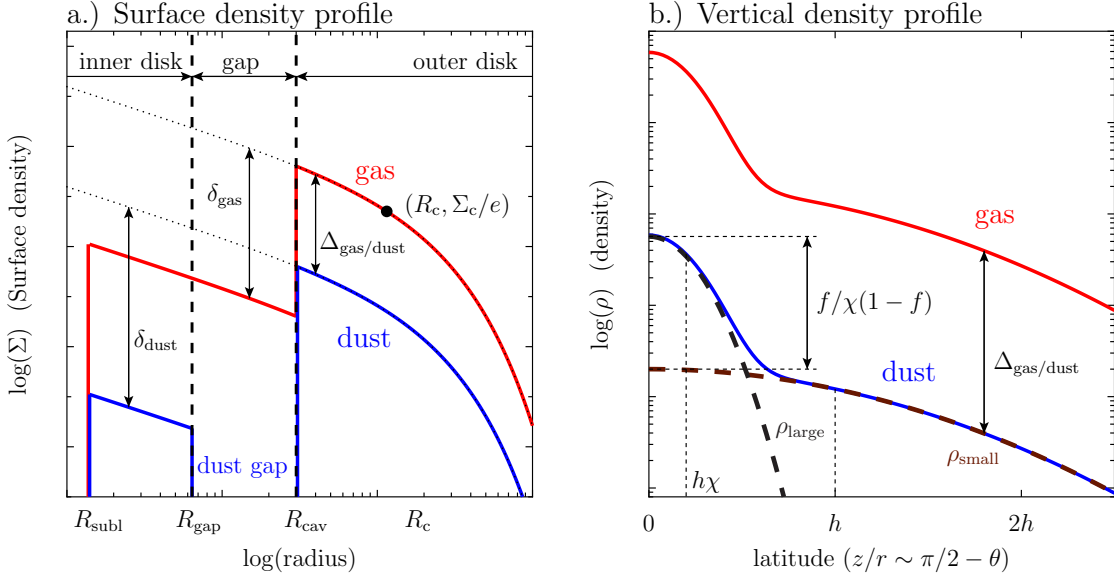 a.) Surface density profile
inner disk
gap
outer disk
gas
δgas
(Rc, Σc/e)
Δgas/dust
δdust
dust
dust gap
Rsubl
Rgap
Rcav
Rc
log(radius)
log(Σ) (Surface density)
b.) Vertical density profile
gas
f/χ(1 − f)
dust
Δgas/dust
ρlarge
ρsmall
hχ
0
h
2h
latitude (z/r ∼ π/2 − θ)
log(ρ) (density)